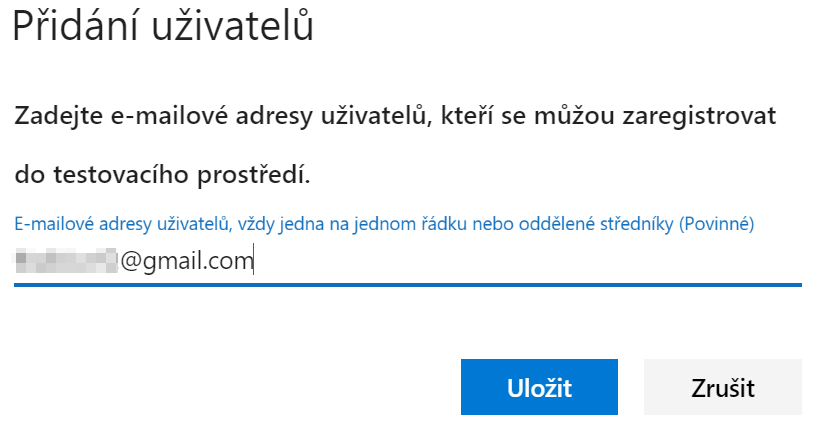 Přidání uživatelů
Zadejte e-mailové adresy uživatelů, kteří se můžou zaregistrovat
do testovacího prostředí.
E-mailové adresy uživatelů, vždy jedna na jednom řádku nebo oddělené středníky (Povinné)
@gmail.com
Uložit
Zrušit